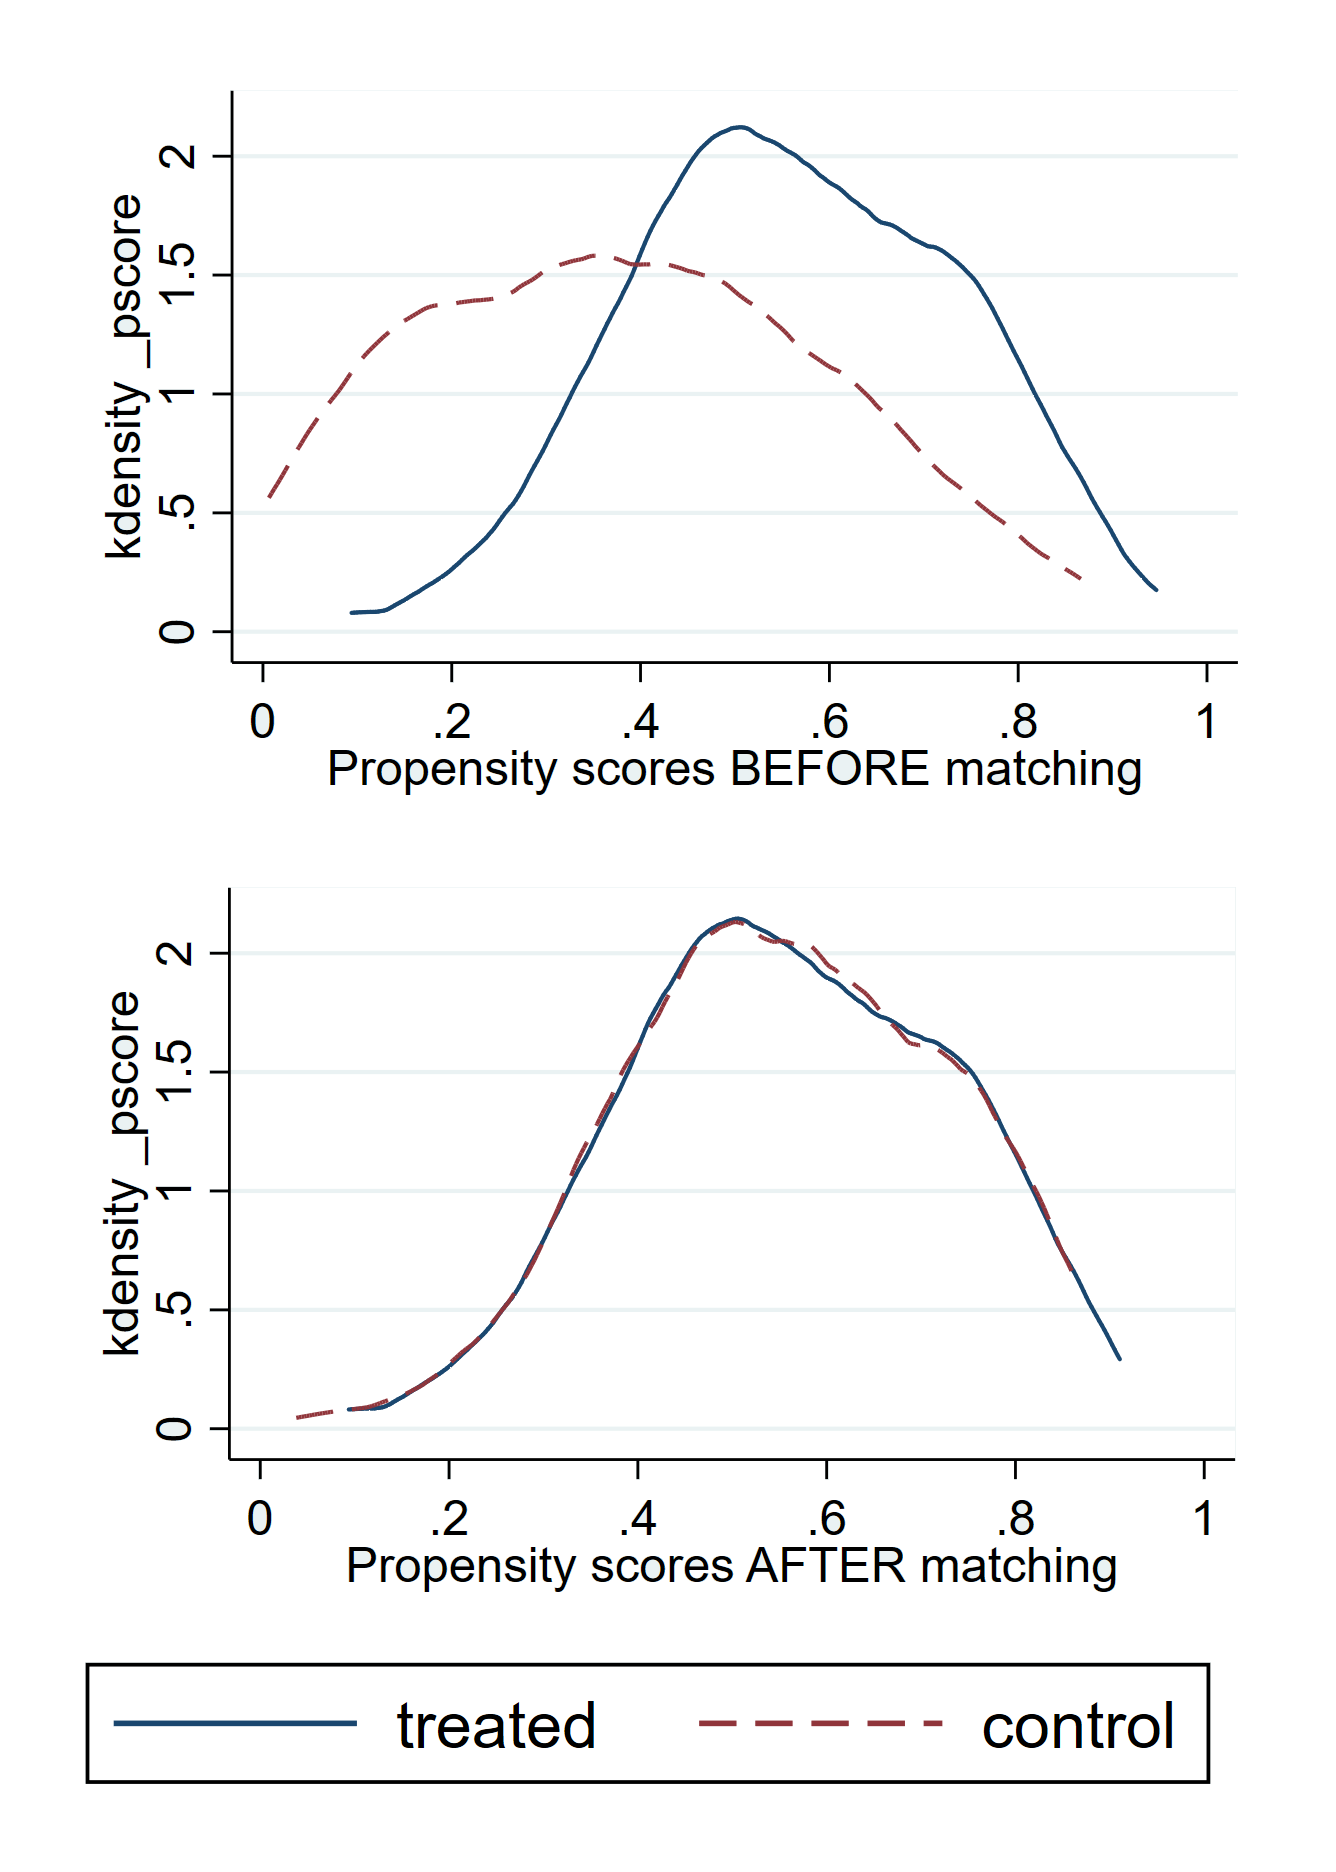 kdensity _pscore
2
1.5
1
.5
0
0 .2 .4 .6 .8 1
Propensity scores BEFORE matching
kdensity _pscore
2
1.5
1
.5
0
0 .2 .4 .6 .8 1
Propensity scores AFTER matching
treated control